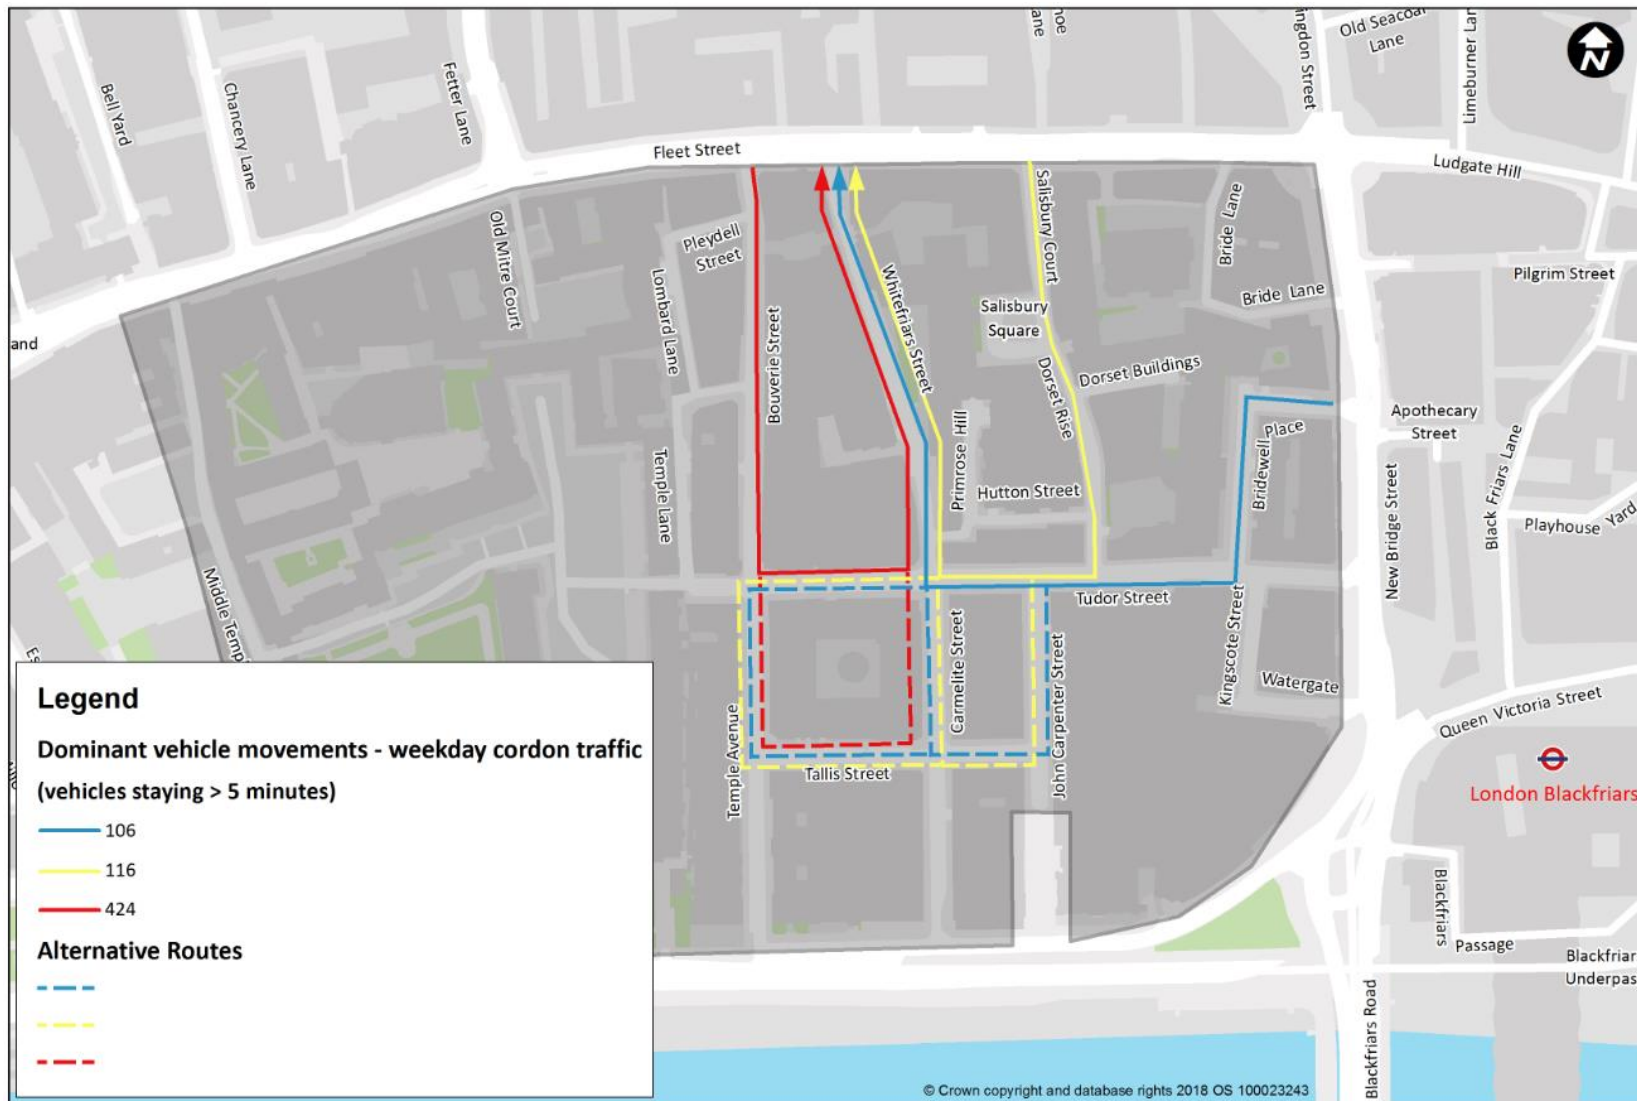 Bell Yard
Chancery Lane
Fetter Lane
Fleet Street
Old Seacoal
Lane
Limeburner Lan
ingdon Street
hoe
ane
N
Ludgate Hill
Pilgrim Street
and
Old Mitre Court
Pleydell
Street
Lombard Lane
Bouverie Street
Whitefriars Street
Salisbury Court
Salisbury
Square
Bride Lane
Bride Lane
Dorset Rise
Dorset Buildings
Primrose Hill
Hutton Street
Temple Lane
Bridewell
Place
Apothecary
Street
New Bridge Street
Black Friars Lane
Playhouse Yard
Middle Templ
Tudor Street
Kingscote Street
Watergate
Carmelite Street
John Carpenter Street
Temple Avenue
Tallis Street
Queen Victoria Street
London Blackfriars
Blackfriars
Passage
Blackfriar
Underpas
Blackfriars Road
Legend
Dominant vehicle movements - weekday cordon traffic
(vehicles staying > 5 minutes)
106
116
424
Alternative Routes
© Crown copyright and database rights 2018 OS 100023243